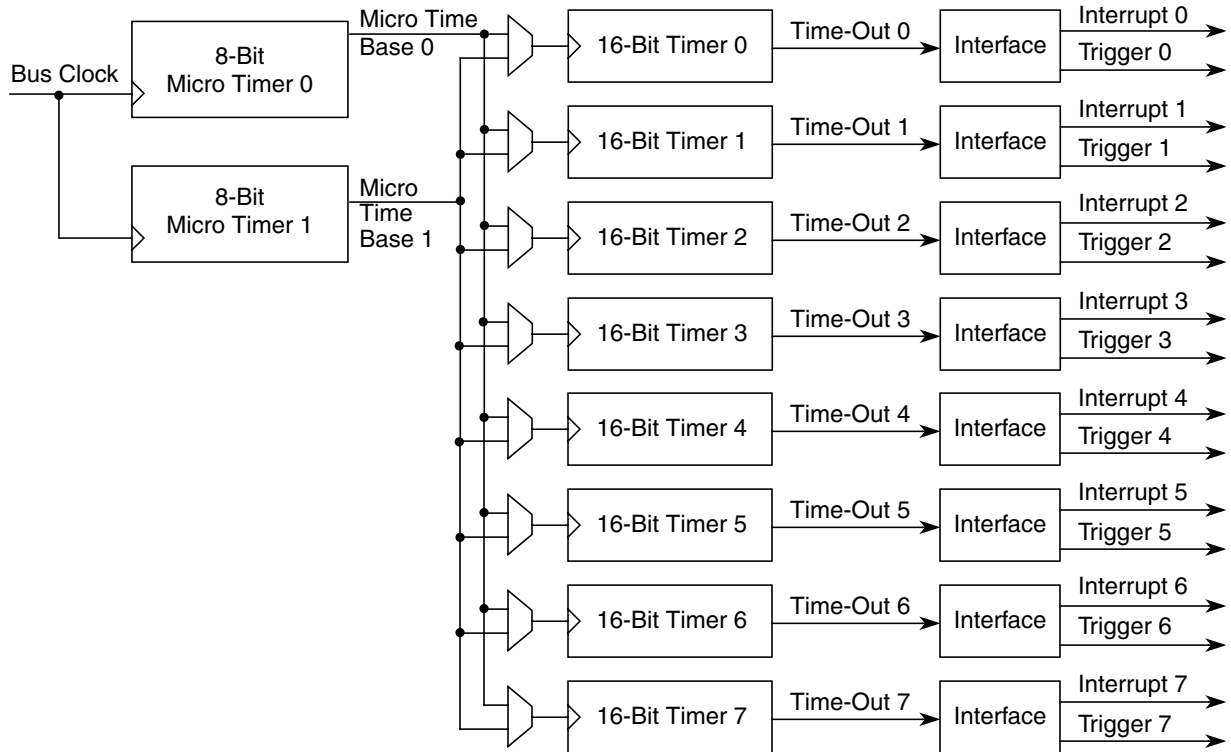 Bus Clock
8-Bit
Micro Timer 0
Micro Time
Base 0
8-Bit
Micro Timer 1
Micro
Time
Base 1
16-Bit Timer 0
Time-Out 0
Interface
Interrupt 0
Trigger 0
16-Bit Timer 1
Time-Out 1
Interface
Interrupt 1
Trigger 1
16-Bit Timer 2
Time-Out 2
Interface
Interrupt 2
Trigger 2
16-Bit Timer 3
Time-Out 3
Interface
Interrupt 3
Trigger 3
16-Bit Timer 4
Time-Out 4
Interface
Interrupt 4
Trigger 4
16-Bit Timer 5
Time-Out 5
Interface
Interrupt 5
Trigger 5
16-Bit Timer 6
Time-Out 6
Interface
Interrupt 6
Trigger 6
16-Bit Timer 7
Time-Out 7
Interface
Interrupt 7
Trigger 7